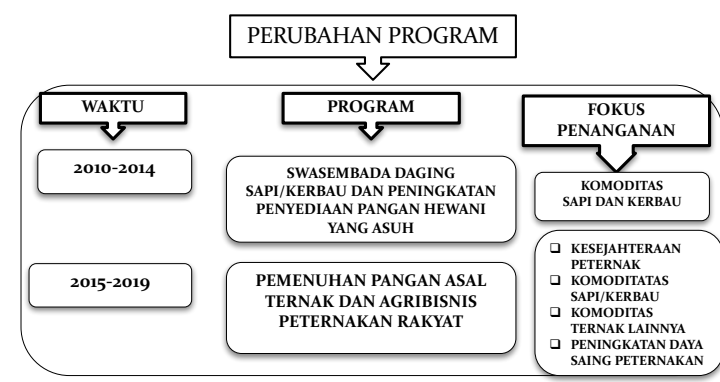 PERUBAHAN PROGRAM
WAKTU
PROGRAM
FOKUS
PENANGANAN
2010-2014
SWASEMBADA DAGING
SAPI/KERBAU DAN PENINGKATAN
PENYEDIAAN PANGAN HEWANI
YANG ASUH
KOMODITAS
SAPI DAN KERBAU
2015-2019
PEMENUHAN PANGAN ASAL
TERNAK DAN AGRIBISNIS
PETERNAKAN RAKYAT
❑ KESEJAHTERAAN
PETERNAK
❑ KOMODITATAS
SAPI/KERBAU
❑ KOMODITAS
TERNAK LAINNYA
❑ PENINGKATAN DAYA
SAING PETERNAKAN